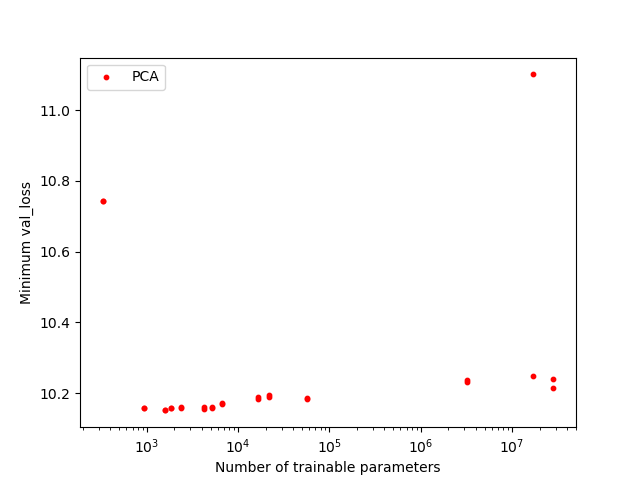 PCA
11.0
10.8
10.6
10.4
10.2
Minimum val_loss
10³ 10⁴ 10⁵ 10⁶ 10⁷
Number of trainable parameters